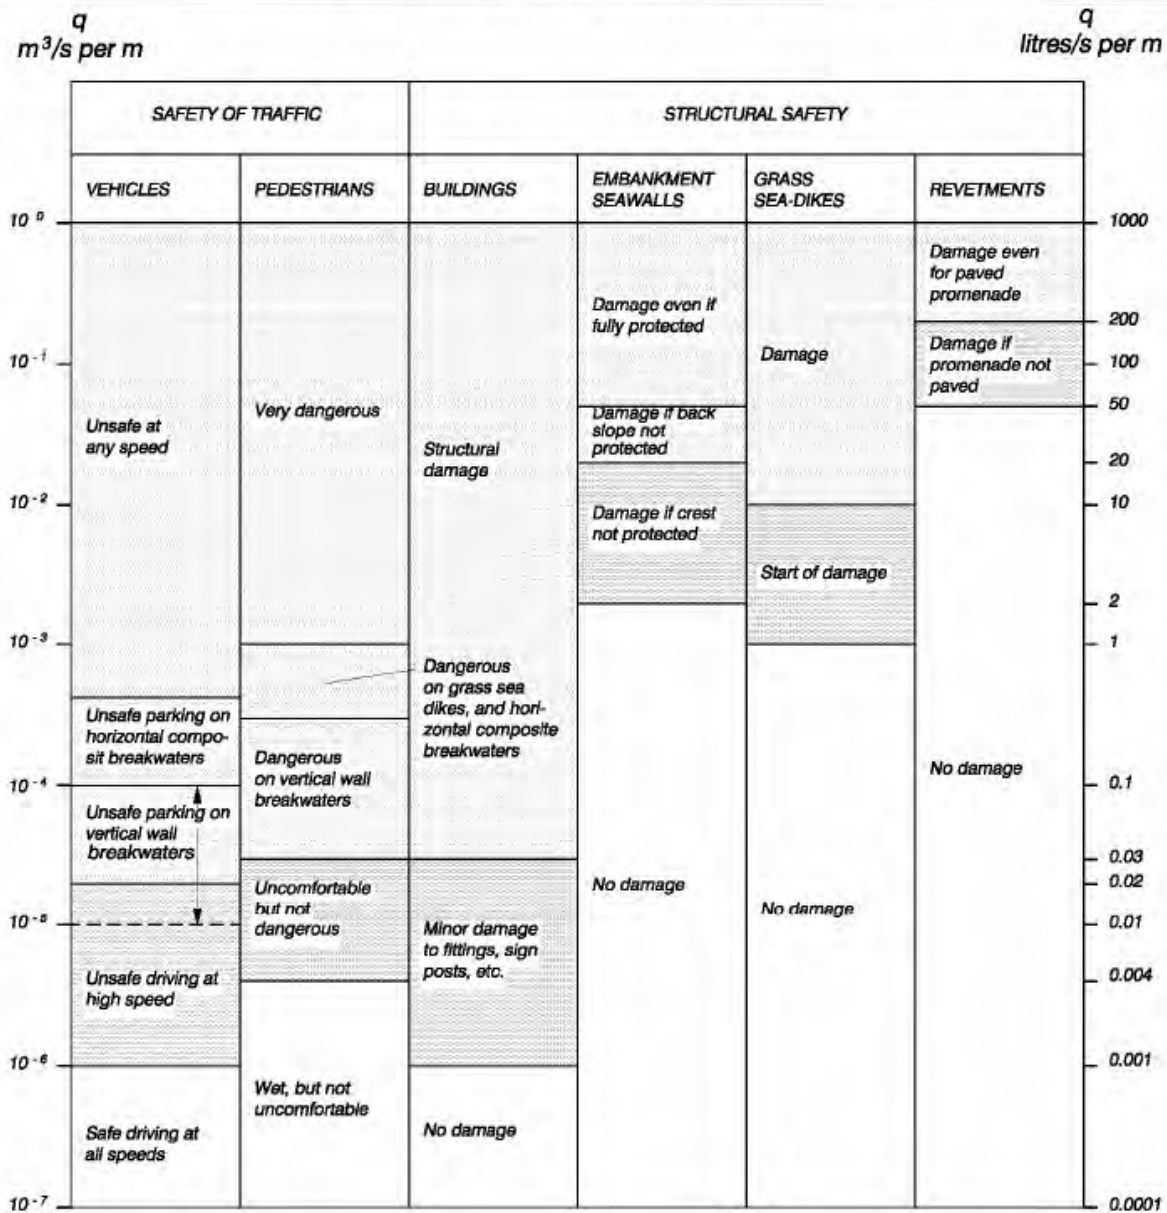 q
m³/s per m
q
litres/s per m
SAFETY OF TRAFFIC
STRUCTURAL SAFETY
VEHICLES
PEDESTRIANS
BUILDINGS
EMBANKMENT
SEAWALLS
GRASS
SEA-DIKES
REVETMENTS
10⁰
10⁻¹
10⁻²
10⁻³
10⁻⁴
10⁻⁵
10⁻⁶
10⁻⁷
Unsafe at
any speed
Unsafe parking on
horizontal compo-
sit breakwaters
Unsafe parking on
vertical wall
breakwaters
Unsafe driving at
high speed
Safe driving at
all speeds
Very dangerous
Dangerous
on grass sea
dikes, and hori-
zontal composite
breakwaters
Dangerous
on vertical wall
breakwaters
Uncomfortable
but not
dangerous
Wet, but not
uncomfortable
Structural
damage
Minor damage
to fittings, sign
posts, etc.
No damage
Damage even if
fully protected
Damage if back
slope not
protected
Damage if crest
not protected
No damage
Damage
Start of damage
No damage
Damage even
for paved
promenade
Damage if
promenade not
paved
No damage
1000
200
100
50
20
10
2
1
0.1
0.03
0.02
0.01
0.004
0.001
0.0001